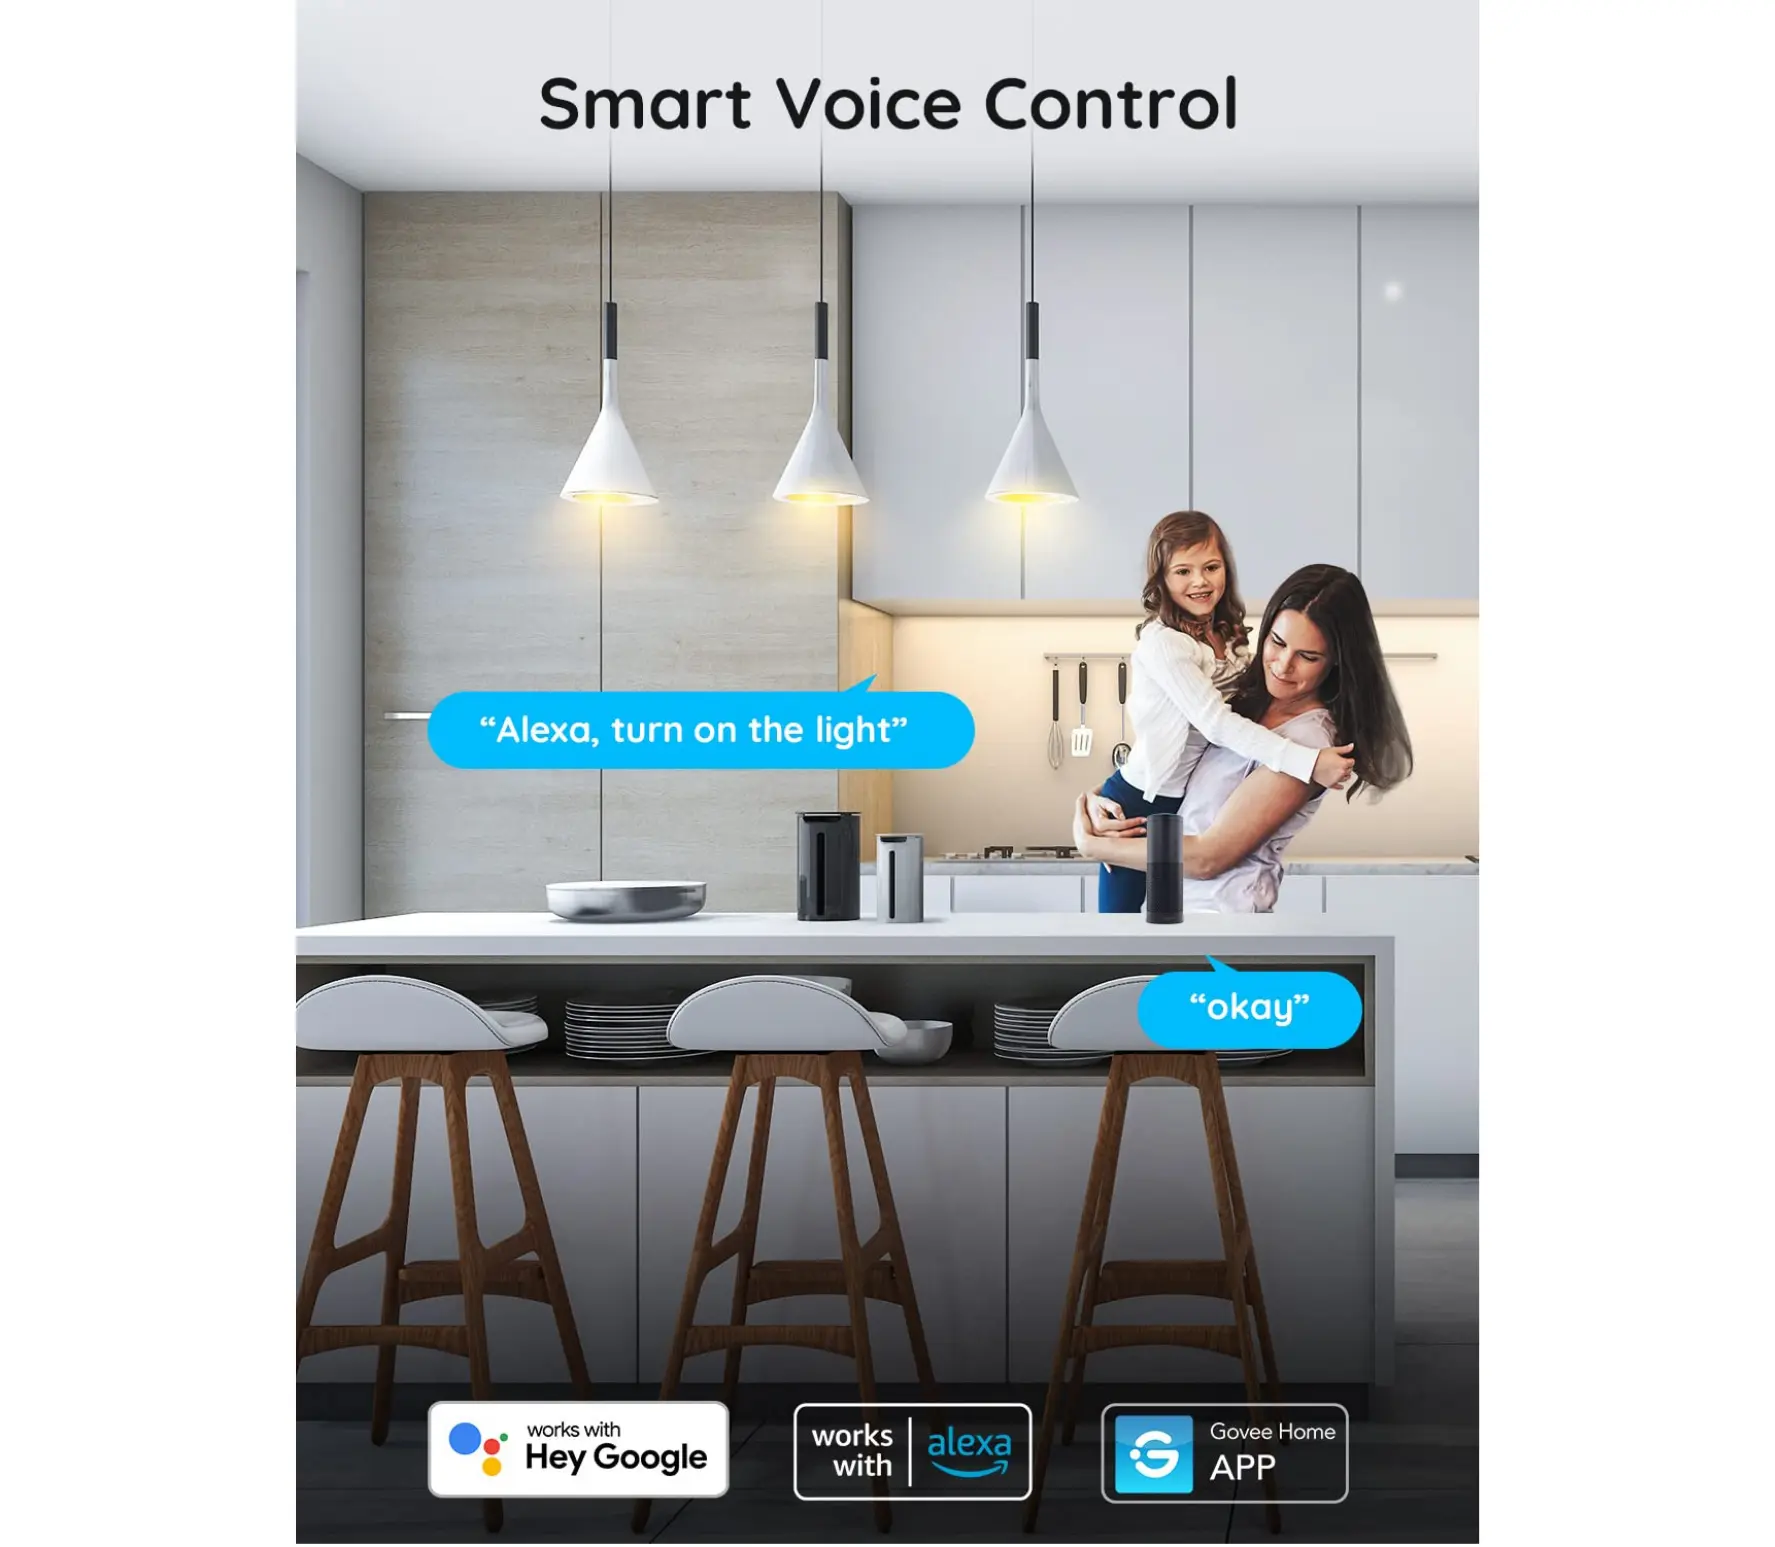 Smart Voice Control
“Alexa, turn on the light”
“okay”
works with
Hey Google
works
with
alexa
Govee Home
APP